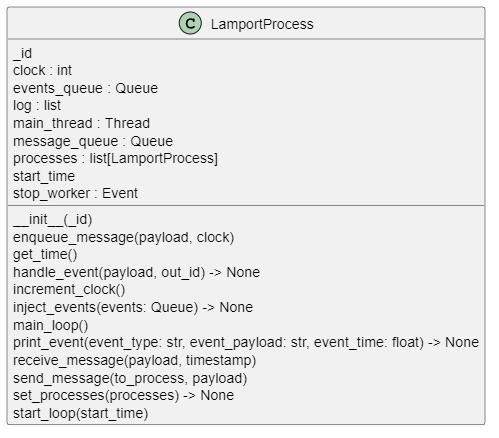 C LamportProcess
_id
clock : int
events_queue : Queue
log : list
main_thread : Thread
message_queue : Queue
processes : list[LamportProcess]
start_time
stop_worker : Event
__init__(_id)
enqueue_message(payload, clock)
get_time()
handle_event(payload, out_id) -> None
increment_clock()
inject_events(events: Queue) -> None
main_loop()
print_event(event_type: str, event_payload: str, event_time: float) -> None
receive_message(payload, timestamp)
send_message(to_process, payload)
set_processes(processes) -> None
start_loop(start_time)